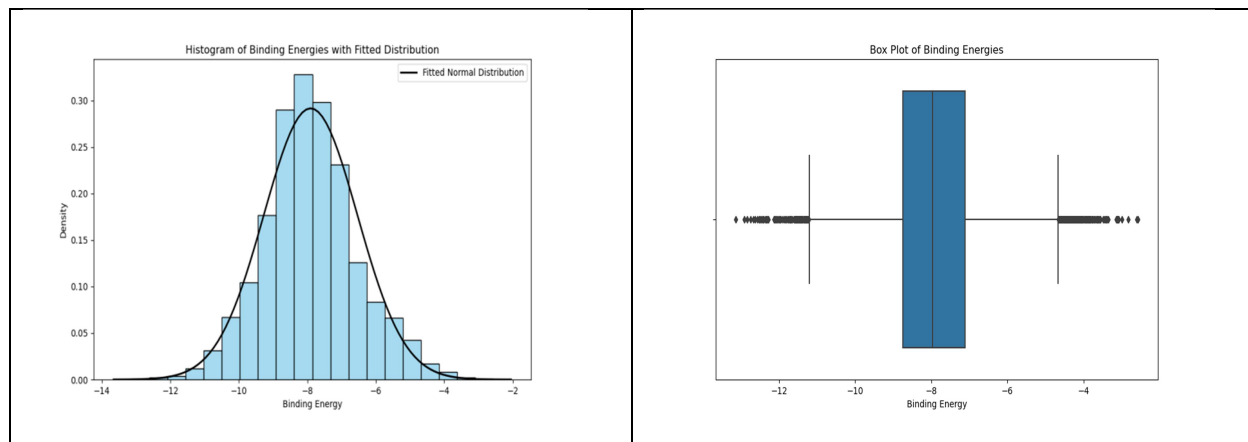 Histogram of Binding Energies with Fitted Distribution
Fitted Normal Distribution
Density
0.30
0.25
0.20
0.15
0.10
0.05
0.00
−14 −12 −10 −8 −6 −4 −2
Binding Energy
Box Plot of Binding Energies
−12 −10 −8 −6 −4
Binding Energy